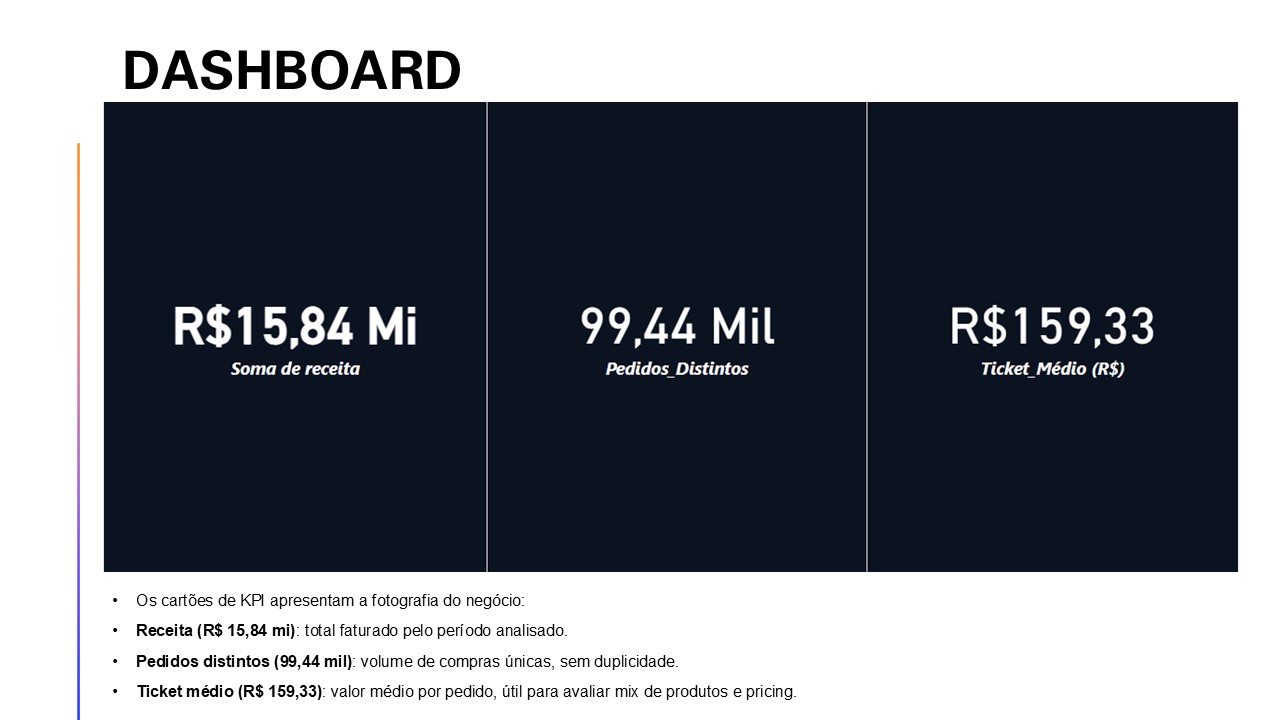 DASHBOARD
R$15,84 Mi
Soma de receita
99,44 Mil
Pedidos_Distintos
R$159,33
Ticket_Médio (R$)
• Os cartões de KPI apresentam a fotografia do negócio:
• Receita (R$ 15,84 mi): total faturado pelo período analisado.
• Pedidos distintos (99,44 mil): volume de compras únicas, sem duplicidade.
• Ticket médio (R$ 159,33): valor médio por pedido, útil para avaliar mix de produtos e pricing.